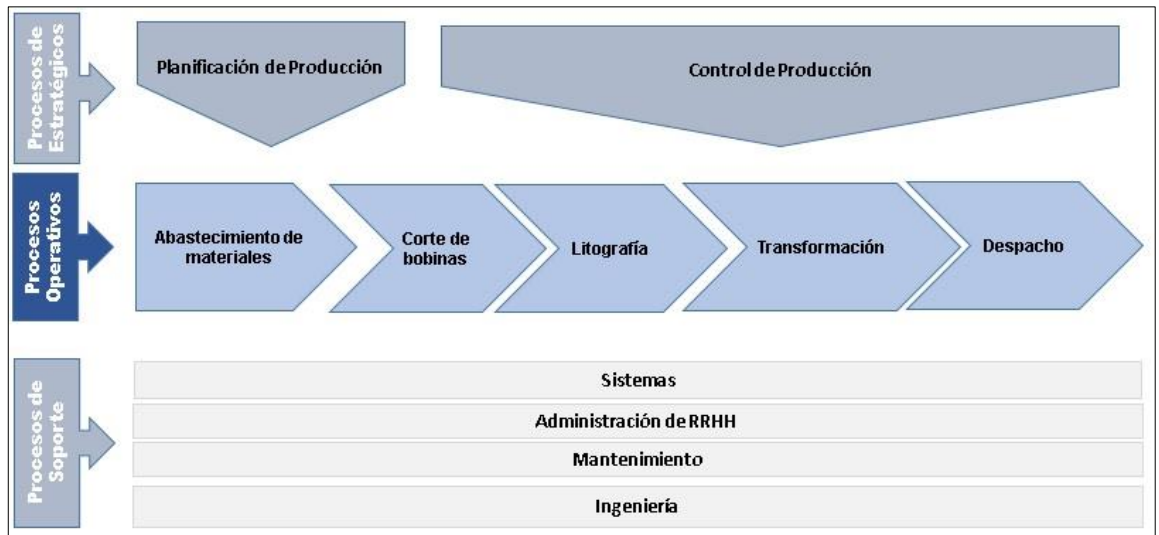 Procesos de
Estratégicos
Planificación de Producción
Control de Producción
Procesos
Operativos
Abastecimiento de
materiales
Corte de
bobinas
Litografía
Transformación
Despacho
Procesos de
Soporte
Sistemas
Administración de RRHH
Mantenimiento
Ingeniería